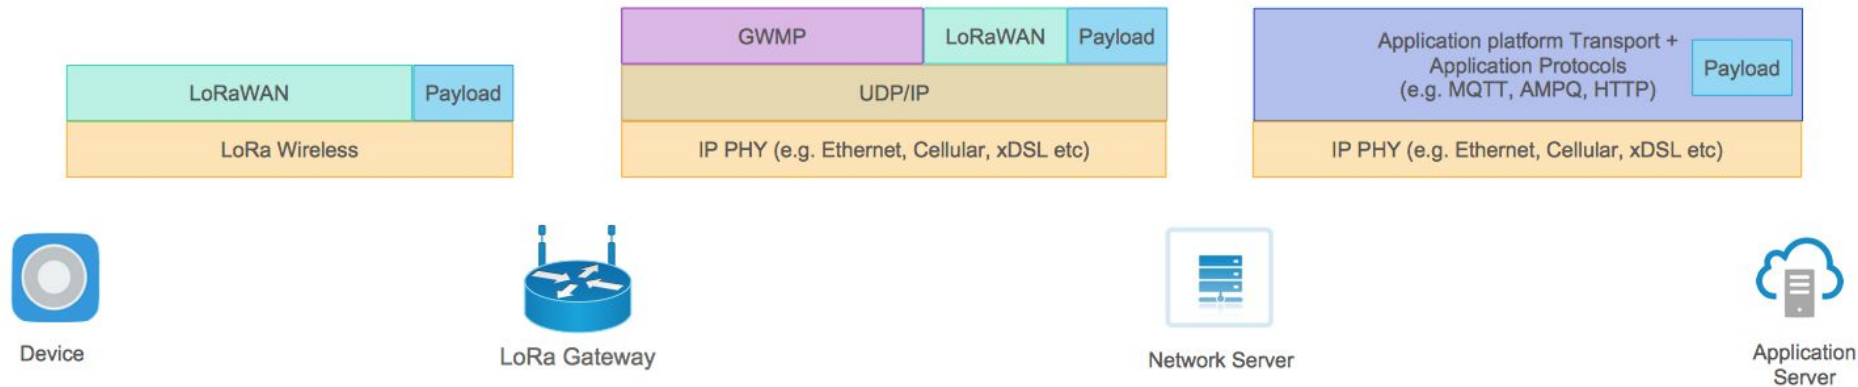 GWMP
LoRaWAN
Payload
LoRaWAN
Payload
UDP/IP
Application platform Transport +
Application Protocols
(e.g. MQTT, AMPQ, HTTP)
Payload
LoRa Wireless
IP PHY (e.g. Ethernet, Cellular, xDSL etc)
IP PHY (e.g. Ethernet, Cellular, xDSL etc)
Device
LoRa Gateway
Network Server
Application
Server